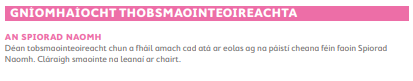 GNÍOMHAÍOCHT THOBSMAOINTEOIREACHTA
AN SPIORAD NAOMH
Déan tobsmaointeoireacht chun a fháil amach cad atá ar eolas ag na páistí cheana féin faoin Spiorad
Naomh. Cláraigh smaointe na leanaí ar chairt.